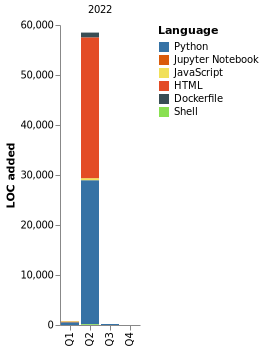 2022
Language
Python
Jupyter Notebook
JavaScript
HTML
Dockerfile
Shell
LOC added
60,000
50,000
40,000
30,000
20,000
10,000
0
Q1
Q2
Q3
Q4